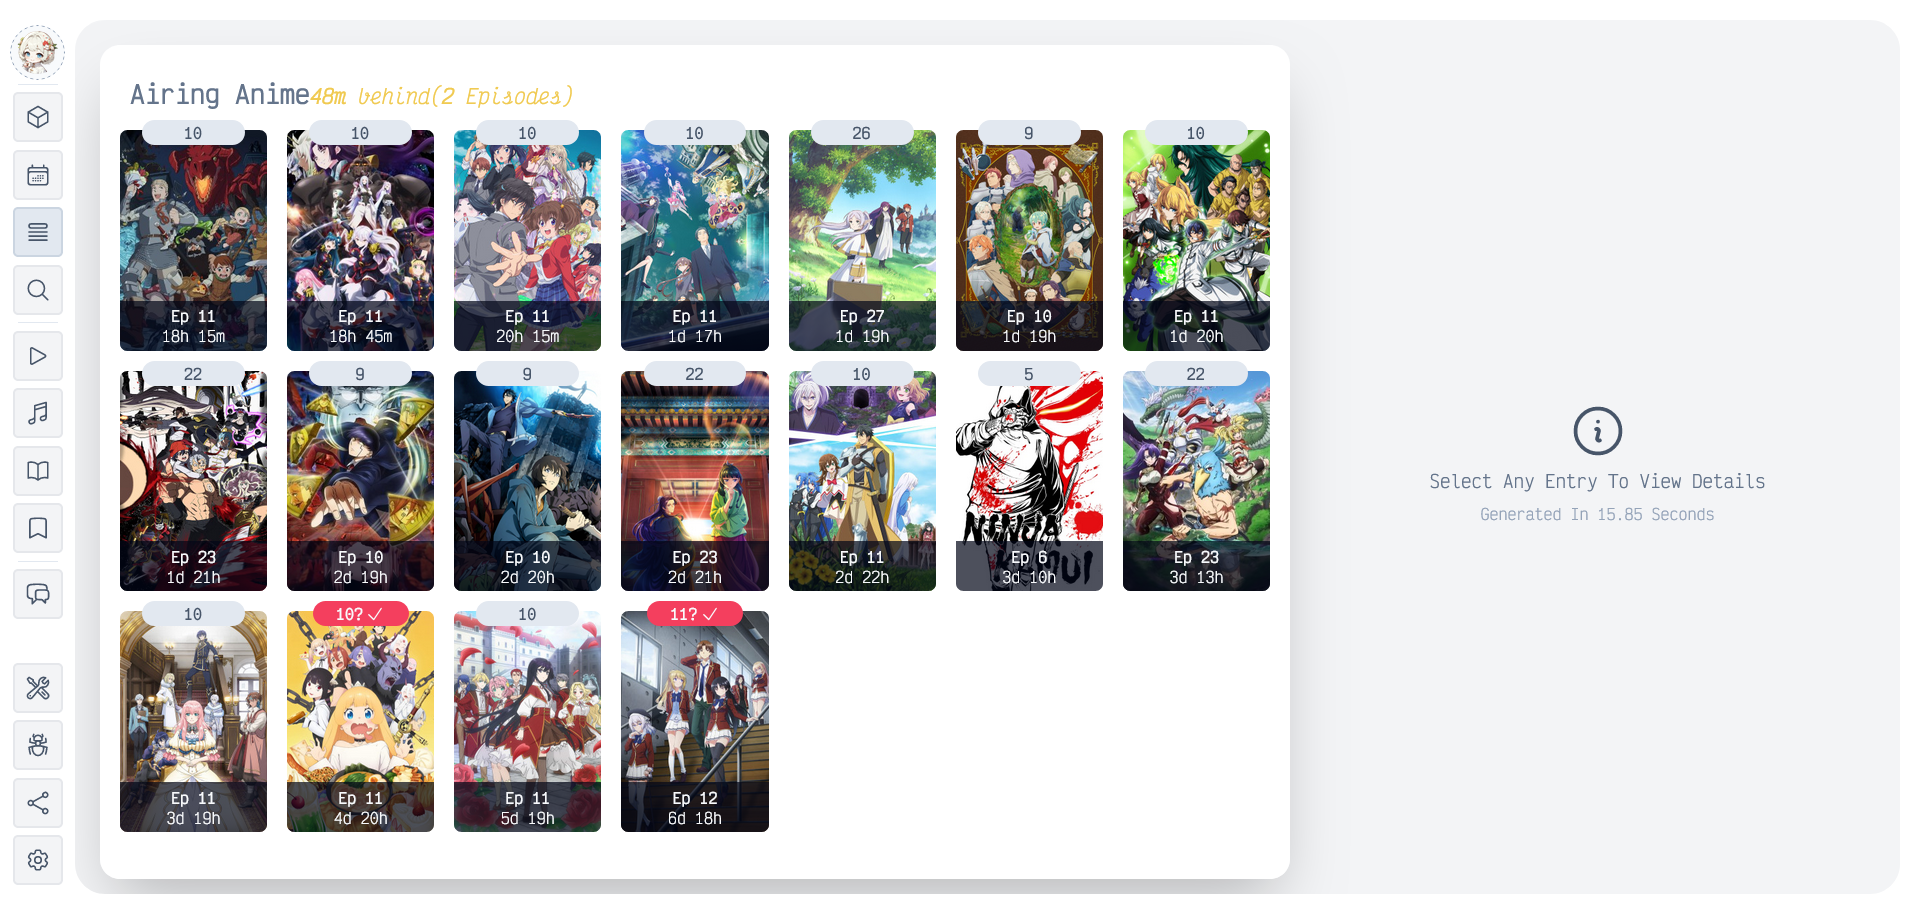 Airing Anime48m behind(2 Episodes)
10
10
10
10
26
9
10
Ep 11
18h 15m
Ep 11
18h 45m
Ep 11
20h 15m
Ep 11
1d 17h
Ep 27
1d 19h
Ep 10
1d 19h
Ep 11
1d 20h
22
9
9
22
10
5
22
NINJA
KAMUI
Ep 23
1d 21h
Ep 10
2d 19h
Ep 10
2d 20h
Ep 23
2d 21h
Ep 11
2d 22h
Ep 6
3d 10h
Ep 23
3d 13h
10
10?
10
11?
Ep 11
3d 19h
Ep 11
4d 20h
Ep 11
5d 19h
Ep 12
6d 18h
Select Any Entry To View Details
Generated In 15.85 Seconds